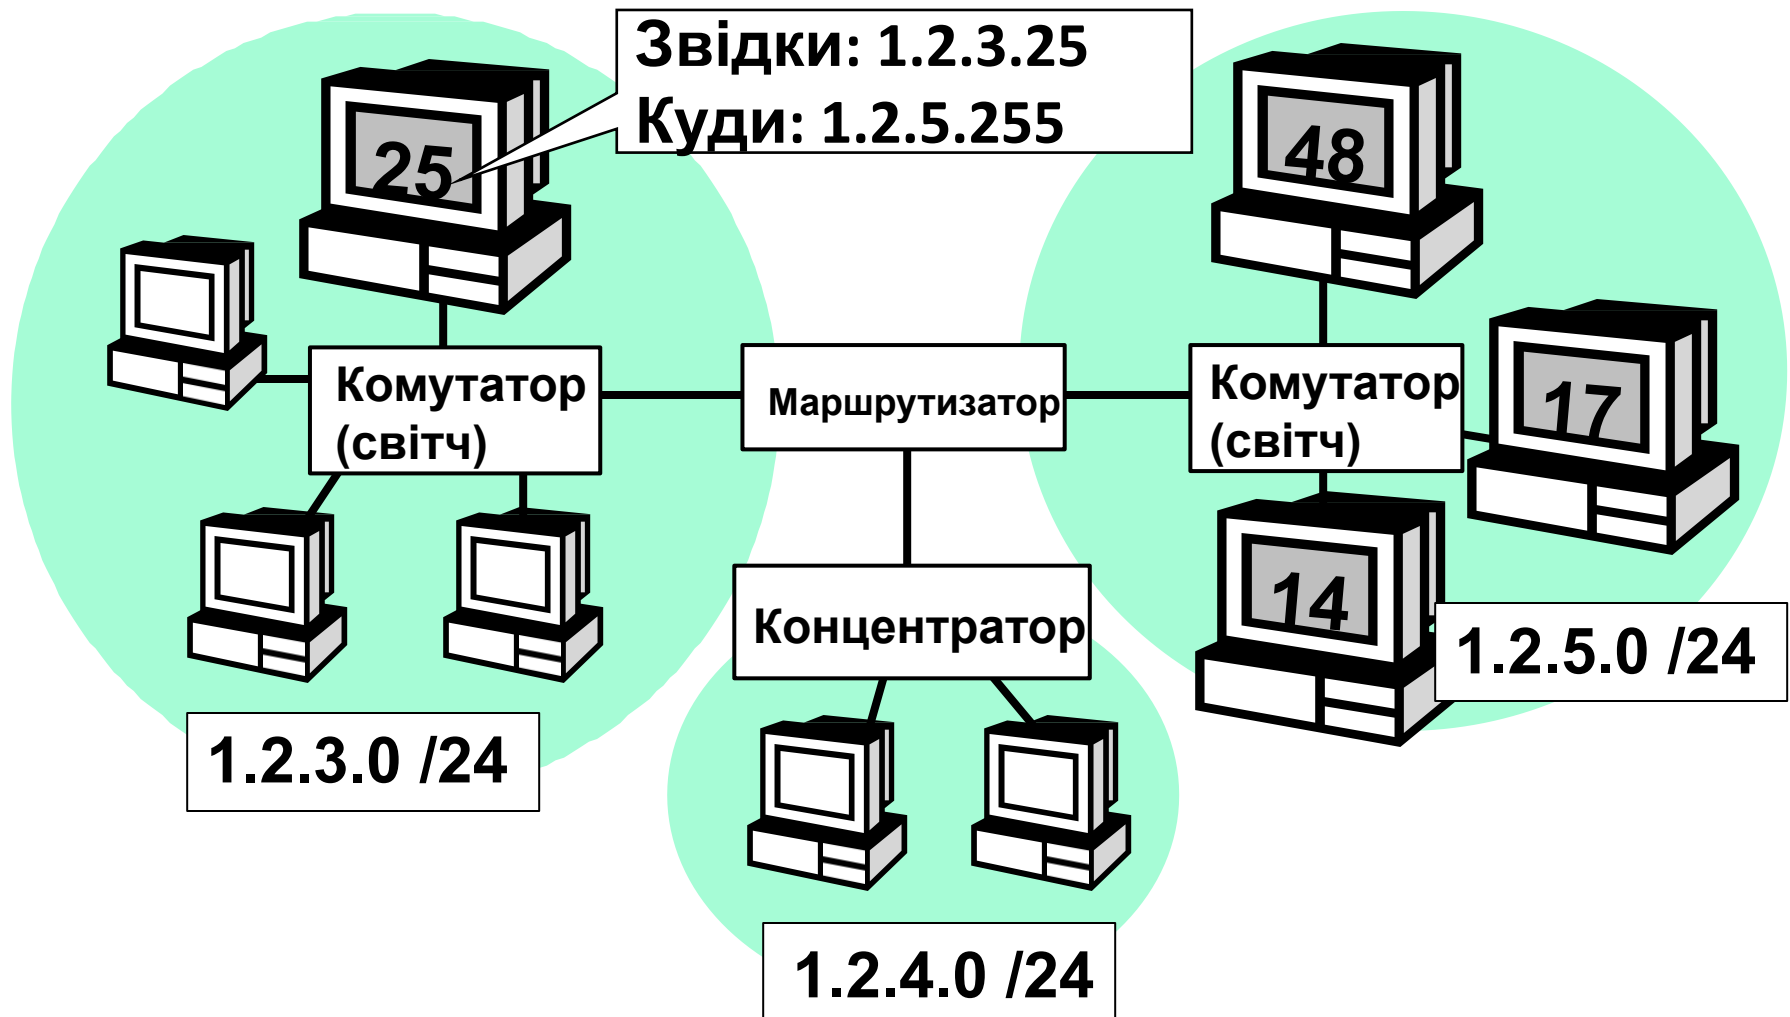 Звідки: 1.2.3.25
Куди: 1.2.5.255
25
48
17
14
Комутатор
(світч)
Маршрутизатор
Комутатор
(світч)
Концентратор
1.2.5.0 /24
1.2.3.0 /24
1.2.4.0 /24